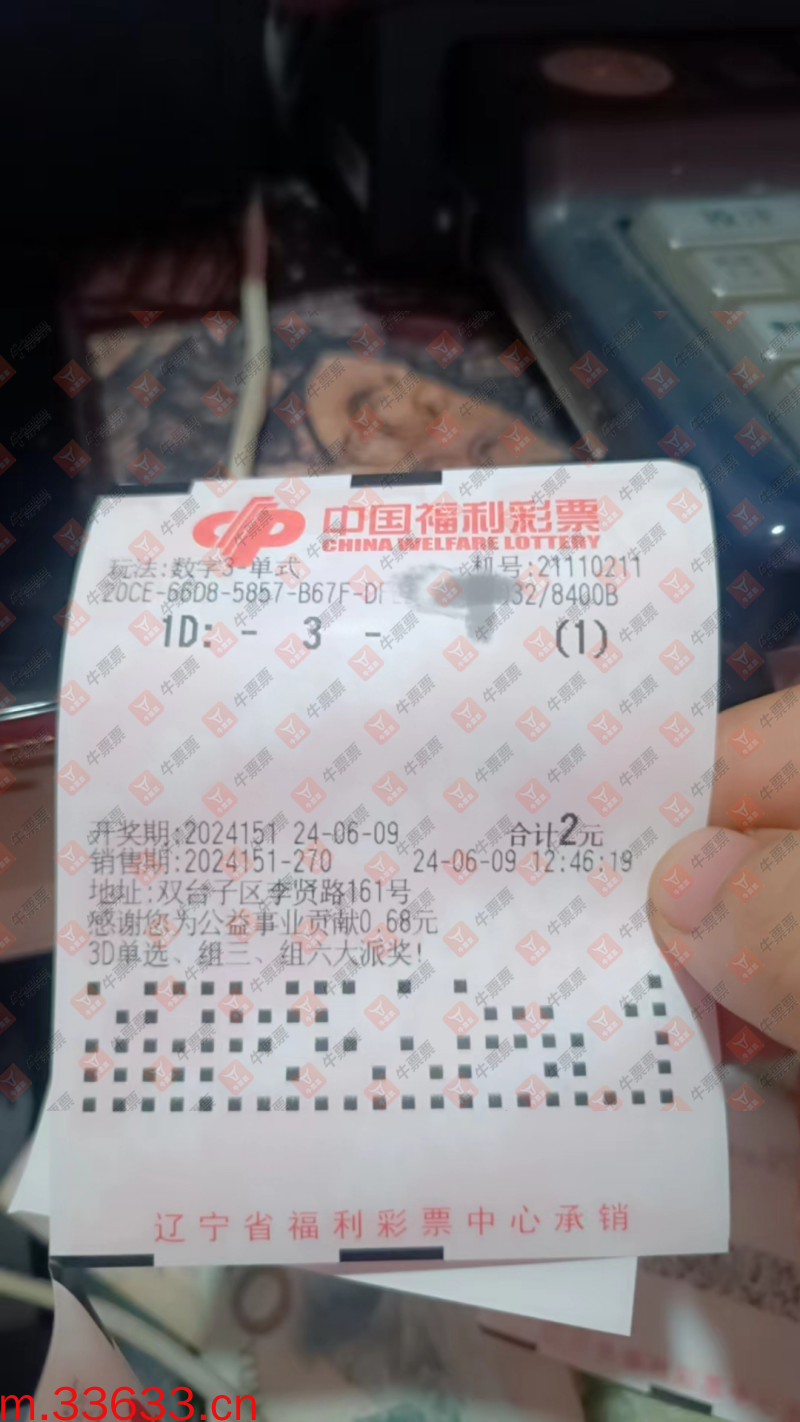 中国福利彩票
CHINA WELFARE LOTTERY
玩法:数字3-单式 机号:21110211
20CE-66D8-5857-B67F-D 32/8400B
1D: - 3 - (1)
开奖期:2024151 24-06-09 合计2元
销售期:2024151-270 24-06-09 12:46:19
地址:双台子区李贤路161号
感谢您为公益事业贡献0.68元
3D单选、组三、组六大派奖!
辽宁省福利彩票中心承销
牛票票
m.33633.cn